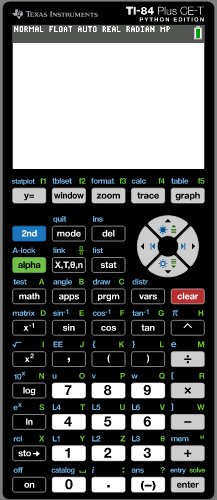 TEXAS INSTRUMENTS TI-84 Plus CE-T
PYTHON EDITION
NORMAL FLOAT AUTO REAL RADIAN MP
statplot f1 tblset f2 format f3 calc f4 table f5
y= window zoom trace graph
quit ins
2nd mode del
A-lock link list
alpha X,T,θ,n stat
test A angle B draw C distr
math apps prgm vars clear
matrix D sin⁻¹ E cos⁻¹ F tan⁻¹ G π H
x⁻¹ sin cos tan ^
√ I EE J { K } L e M
x² , ( ) ÷
10ˣ N u O v P w Q [ R
log 7 8 9 ×
eˣ S L4 T L5 U L6 V ] W
ln 4 5 6 −
rcl X L1 Y L2 Z L3 θ mem "
sto→ 1 2 3 +
off catalog ⎵ i : ans ? entry solve
on 0 . (−) enter